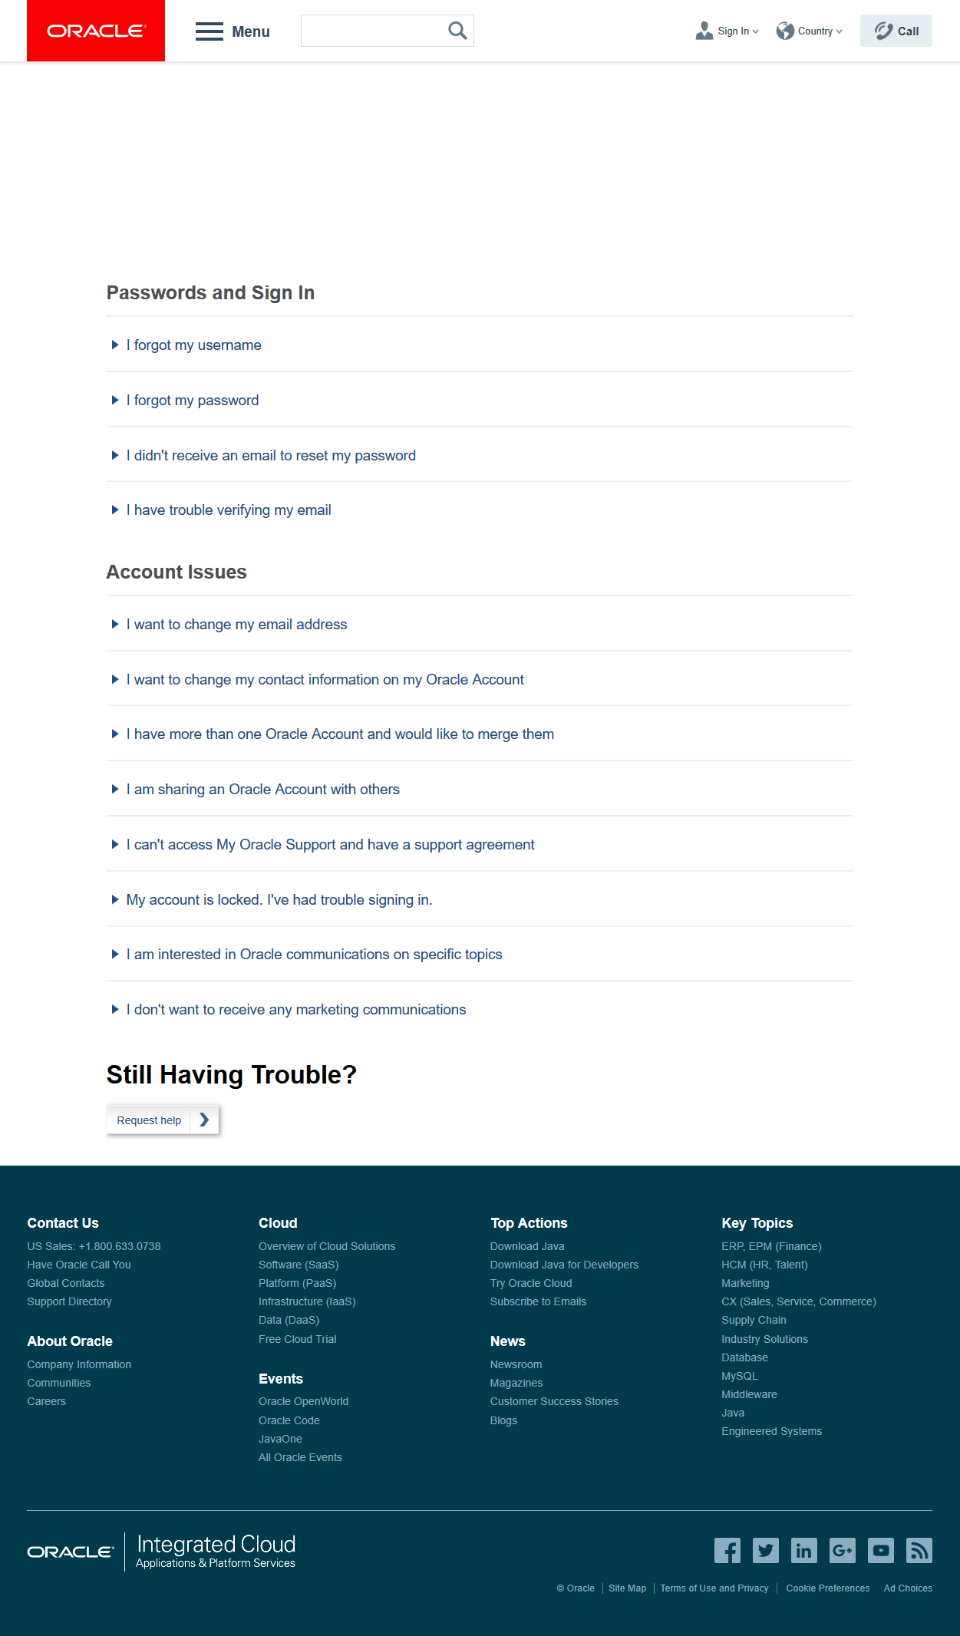 ORACLE
Menu
Sign In
Country
Call
Passwords and Sign In
I forgot my username
I forgot my password
I didn't receive an email to reset my password
I have trouble verifying my email
Account Issues
I want to change my email address
I want to change my contact information on my Oracle Account
I have more than one Oracle Account and would like to merge them
I am sharing an Oracle Account with others
I can't access My Oracle Support and have a support agreement
My account is locked. I've had trouble signing in.
I am interested in Oracle communications on specific topics
I don't want to receive any marketing communications
Still Having Trouble?
Request help
Contact Us
US Sales: +1.800.633.0738
Have Oracle Call You
Global Contacts
Support Directory
About Oracle
Company Information
Communities
Careers
Cloud
Overview of Cloud Solutions
Software (SaaS)
Platform (PaaS)
Infrastructure (IaaS)
Data (DaaS)
Free Cloud Trial
Events
Oracle OpenWorld
Oracle Code
JavaOne
All Oracle Events
Top Actions
Download Java
Download Java for Developers
Try Oracle Cloud
Subscribe to Emails
News
Newsroom
Magazines
Customer Success Stories
Blogs
Key Topics
ERP, EPM (Finance)
HCM (HR, Talent)
Marketing
CX (Sales, Service, Commerce)
Supply Chain
Industry Solutions
Database
MySQL
Middleware
Java
Engineered Systems
ORACLE
Integrated Cloud
Applications & Platform Services
© Oracle | Site Map | Terms of Use and Privacy | Cookie Preferences Ad Choices